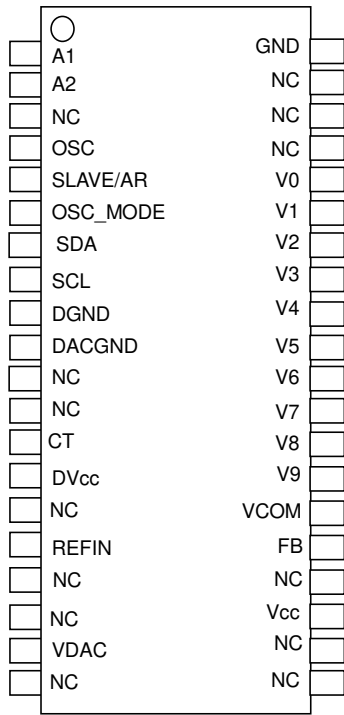 A1 GND
A2 NC
NC NC
OSC NC
SLAVE/AR V0
OSC_MODE V1
SDA V2
SCL V3
DGND V4
DACGND V5
NC V6
NC V7
CT V8
DVcc V9
NC VCOM
REFIN FB
NC NC
NC Vcc
VDAC NC
NC NC